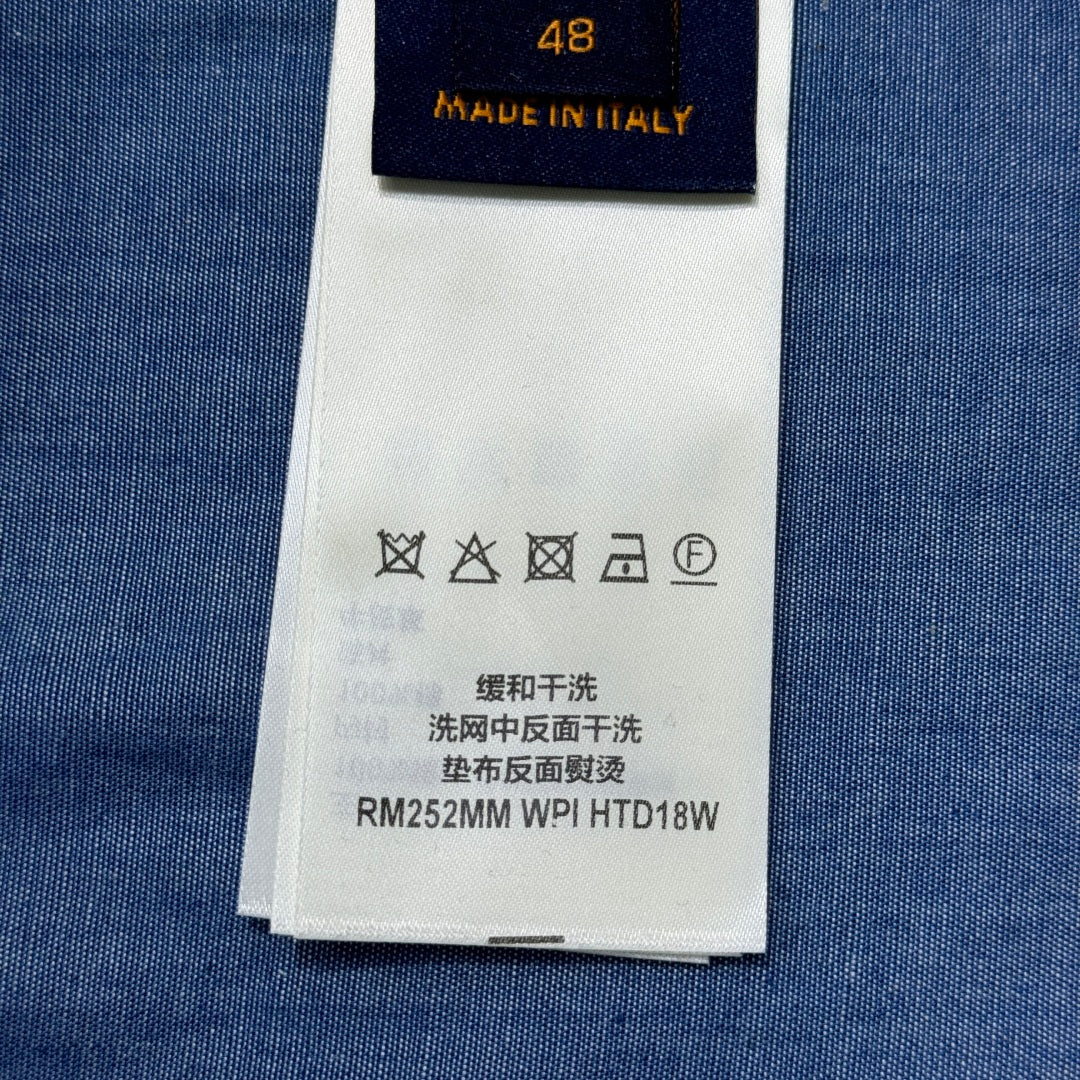 48
MADE IN ITALY
F
缓和干洗
洗网中反面干洗
垫布反面熨烫
RM252MM WPI HTD18W